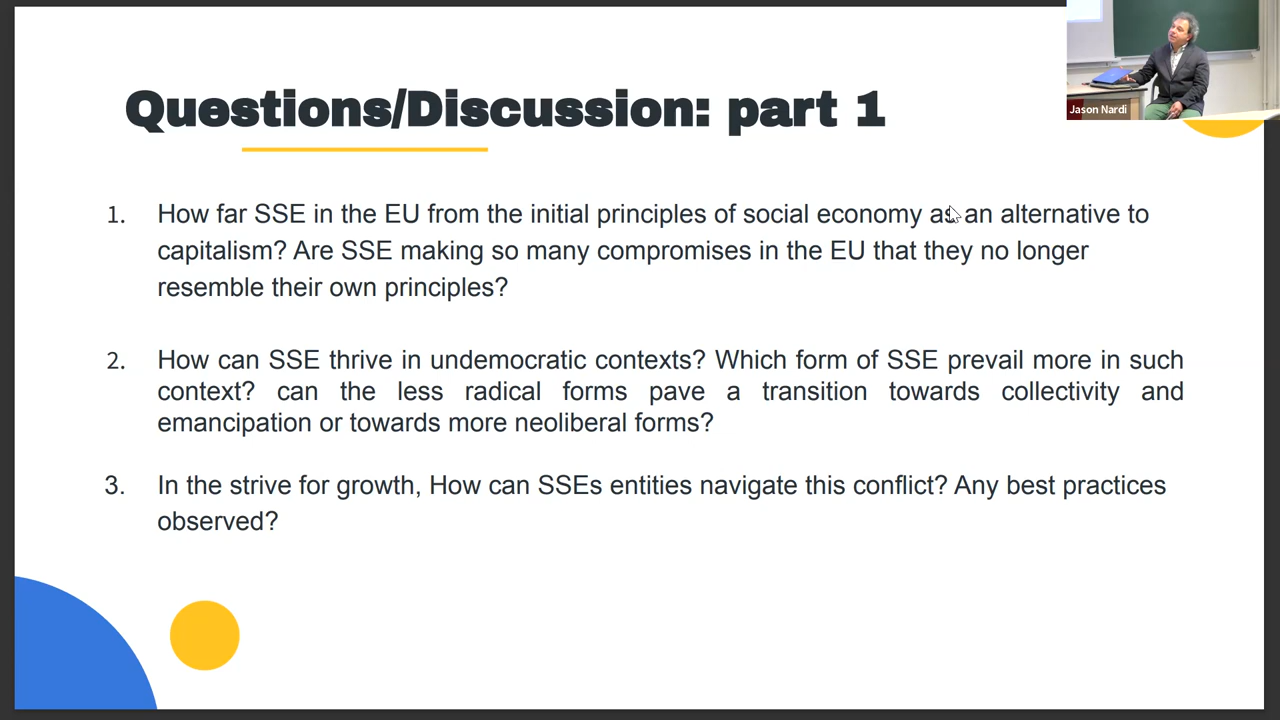 Jason Nardi
Questions/Discussion: part 1
1. How far SSE in the EU from the initial principles of social economy as an alternative to
capitalism? Are SSE making so many compromises in the EU that they no longer
resemble their own principles?
2. How can SSE thrive in undemocratic contexts? Which form of SSE prevail more in such
context? can the less radical forms pave a transition towards collectivity and
emancipation or towards more neoliberal forms?
3. In the strive for growth, How can SSEs entities navigate this conflict? Any best practices
observed?